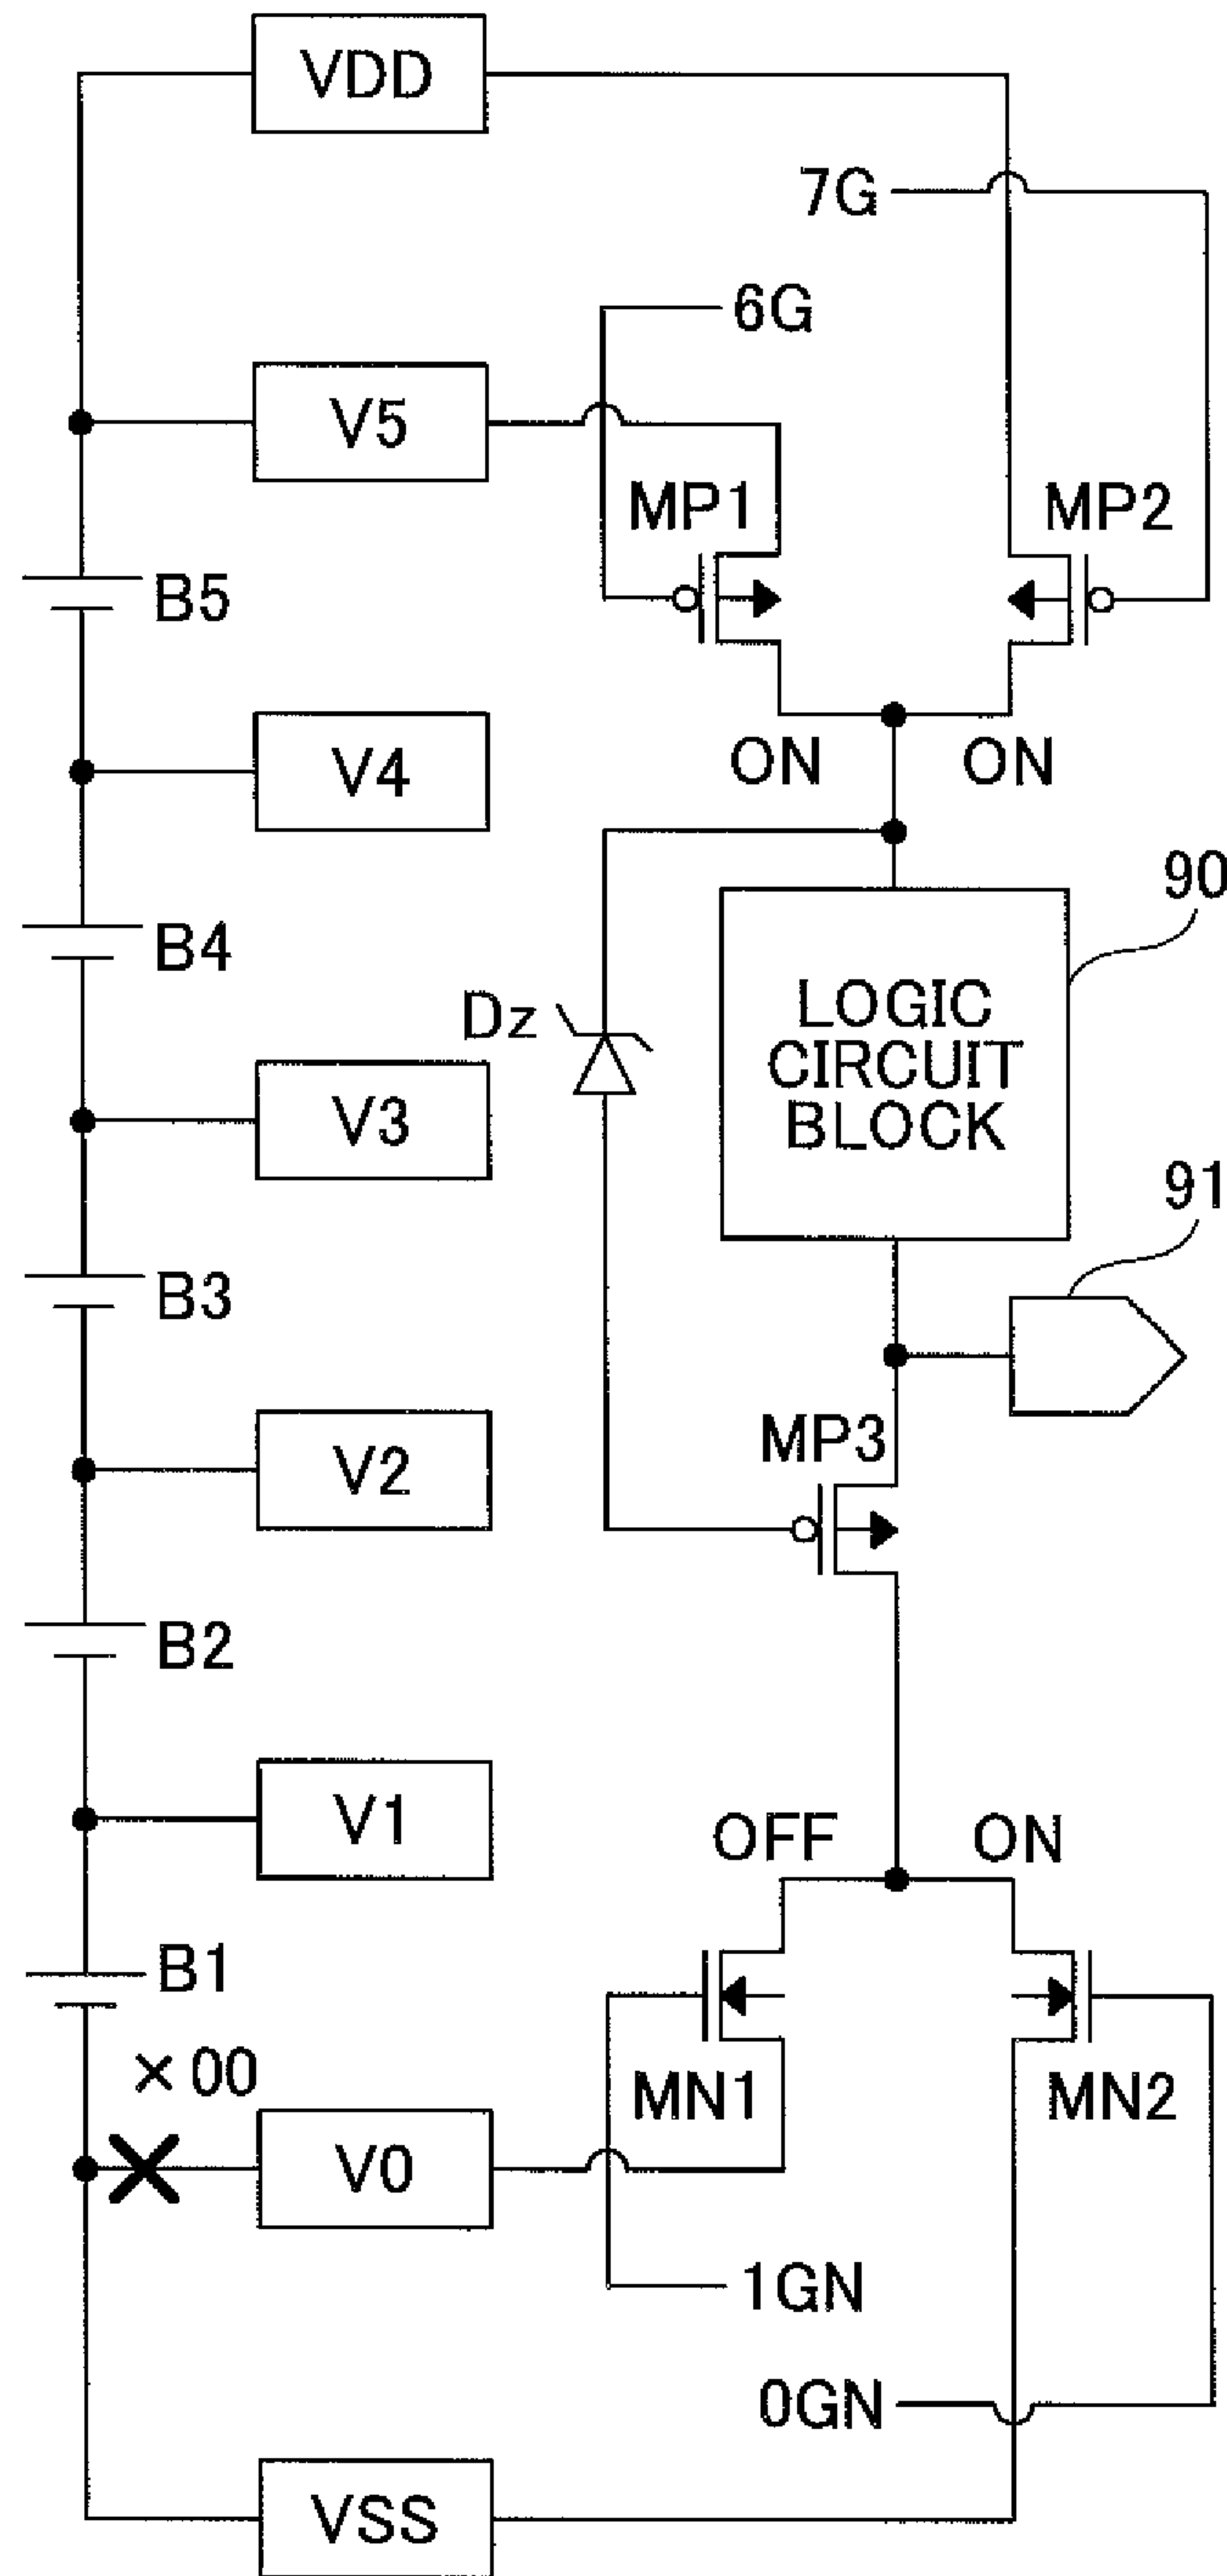 VDD
7G
6G
V5
MP1
MP2
B5
V4
ON
ON
90
B4
LOGIC
CIRCUIT
BLOCK
Dz
V3
91
B3
MP3
V2
B2
V1
OFF
ON
B1
×00
MN1
MN2
V0
1GN
0GN
VSS